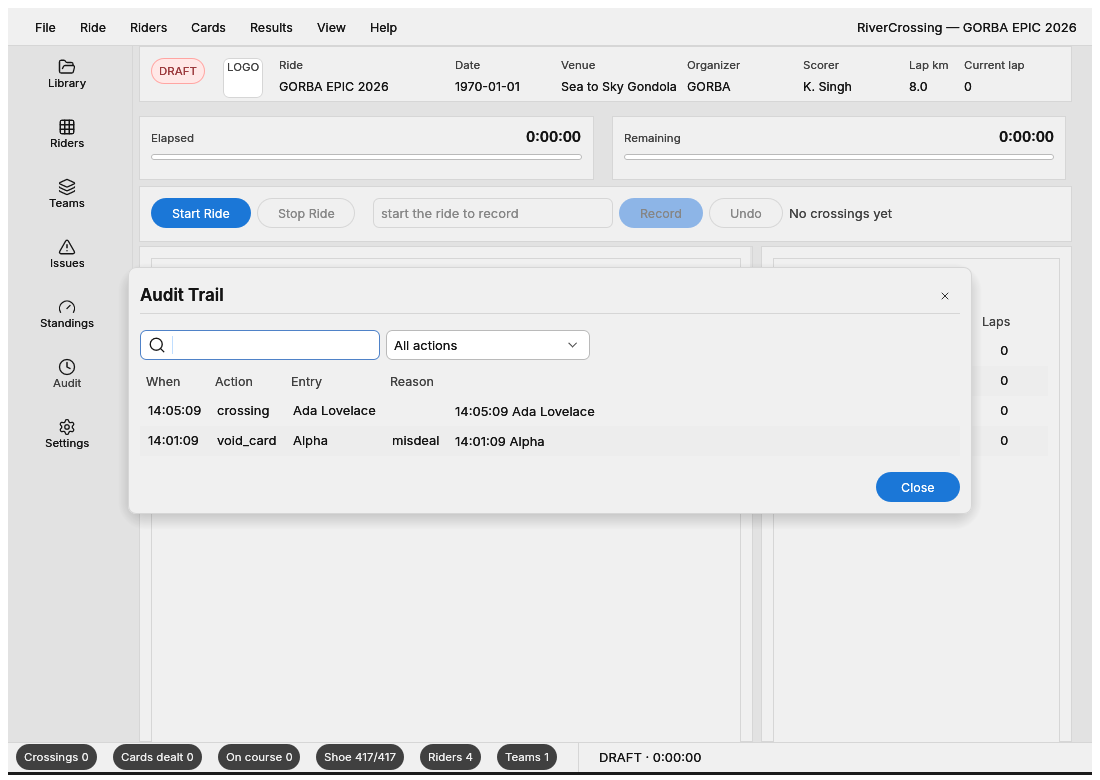 File Ride Riders Cards Results View Help RiverCrossing — GORBA EPIC 2026
Library
Riders
Teams
Issues
Standings
Audit
Settings
DRAFT LOGO Ride Date Venue Organizer Scorer Lap km Current lap
GORBA EPIC 2026 1970-01-01 Sea to Sky Gondola GORBA K. Singh 8.0 0
Elapsed 0:00:00 Remaining 0:00:00
Start Ride Stop Ride start the ride to record Record Undo No crossings yet
Audit Trail
All actions
When Action Entry Reason
14:05:09 crossing Ada Lovelace 14:05:09 Ada Lovelace
14:01:09 void_card Alpha misdeal 14:01:09 Alpha
Close
Laps
0
0
0
0
Crossings 0 Cards dealt 0 On course 0 Shoe 417/417 Riders 4 Teams 1 DRAFT · 0:00:00